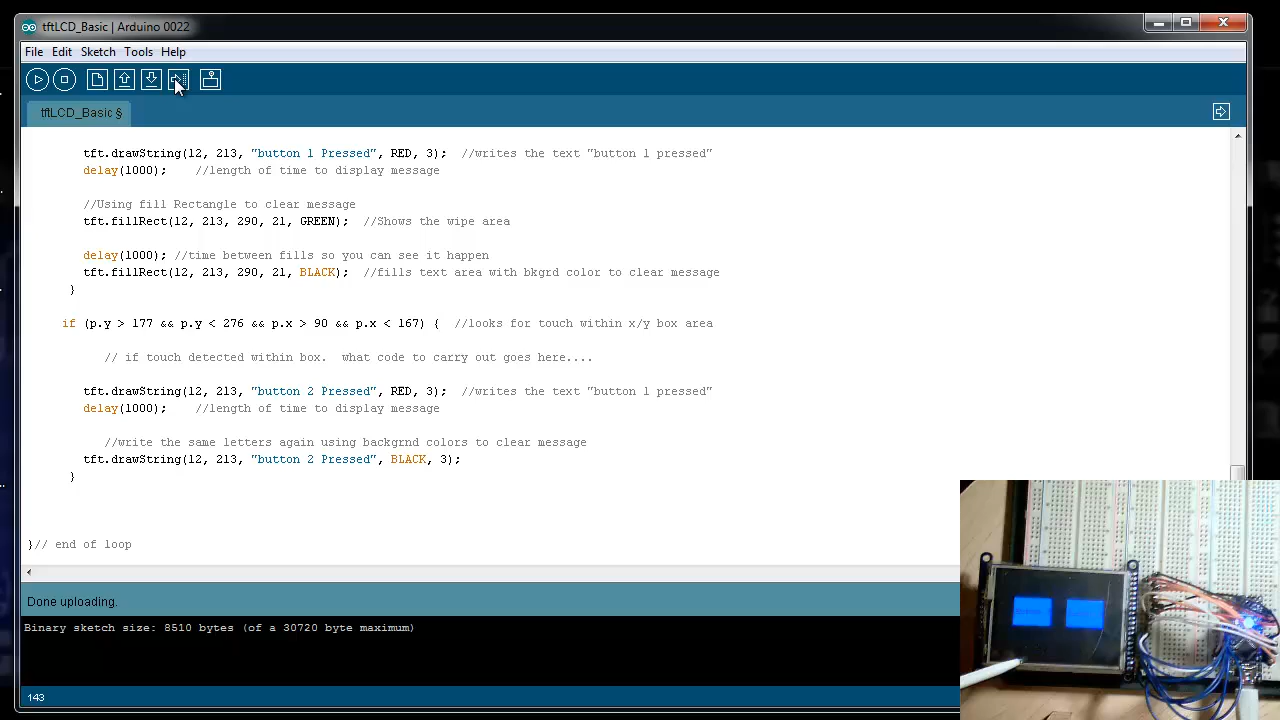 tftLCD_Basic | Arduino 0022
File Edit Sketch Tools Help
tftLCD_Basic §
tft.drawString(12, 213, "button 1 Pressed", RED, 3); //writes the text "button 1 pressed"
delay(1000); //length of time to display message
//Using fill Rectangle to clear message
tft.fillRect(12, 213, 290, 21, GREEN); //Shows the wipe area
delay(1000); //time between fills so you can see it happen
tft.fillRect(12, 213, 290, 21, BLACK); //fills text area with bkgrd color to clear message
}
if (p.y > 177 && p.y < 276 && p.x > 90 && p.x < 167) { //looks for touch within x/y box area
// if touch detected within box. what code to carry out goes here....
tft.drawString(12, 213, "button 2 Pressed", RED, 3); //writes the text "button 1 pressed"
delay(1000); //length of time to display message
//write the same letters again using backgrnd colors to clear message
tft.drawString(12, 213, "button 2 Pressed", BLACK, 3);
}
}// end of loop
Done uploading.
Binary sketch size: 8510 bytes (of a 30720 byte maximum)
143